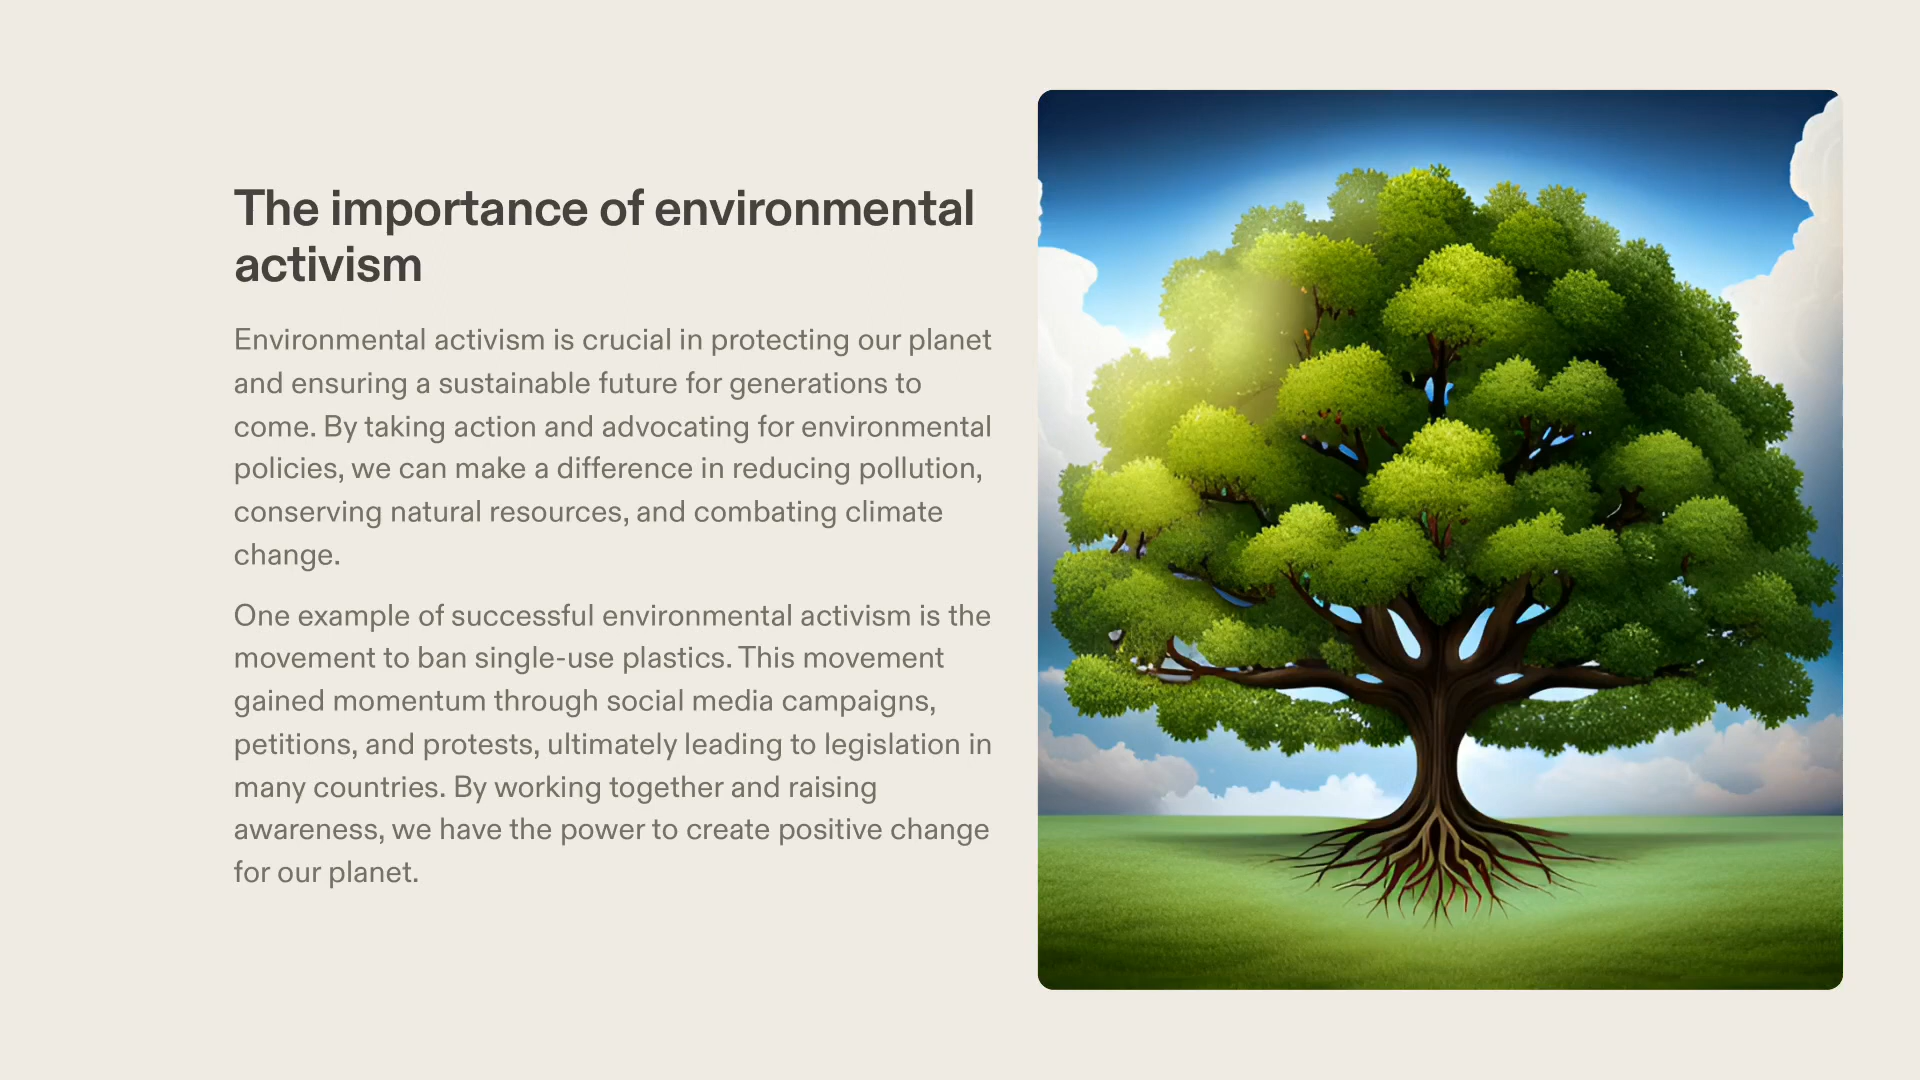 The importance of environmental
activism
Environmental activism is crucial in protecting our planet
and ensuring a sustainable future for generations to
come. By taking action and advocating for environmental
policies, we can make a difference in reducing pollution,
conserving natural resources, and combating climate
change.
One example of successful environmental activism is the
movement to ban single-use plastics. This movement
gained momentum through social media campaigns,
petitions, and protests, ultimately leading to legislation in
many countries. By working together and raising
awareness, we have the power to create positive change
for our planet.